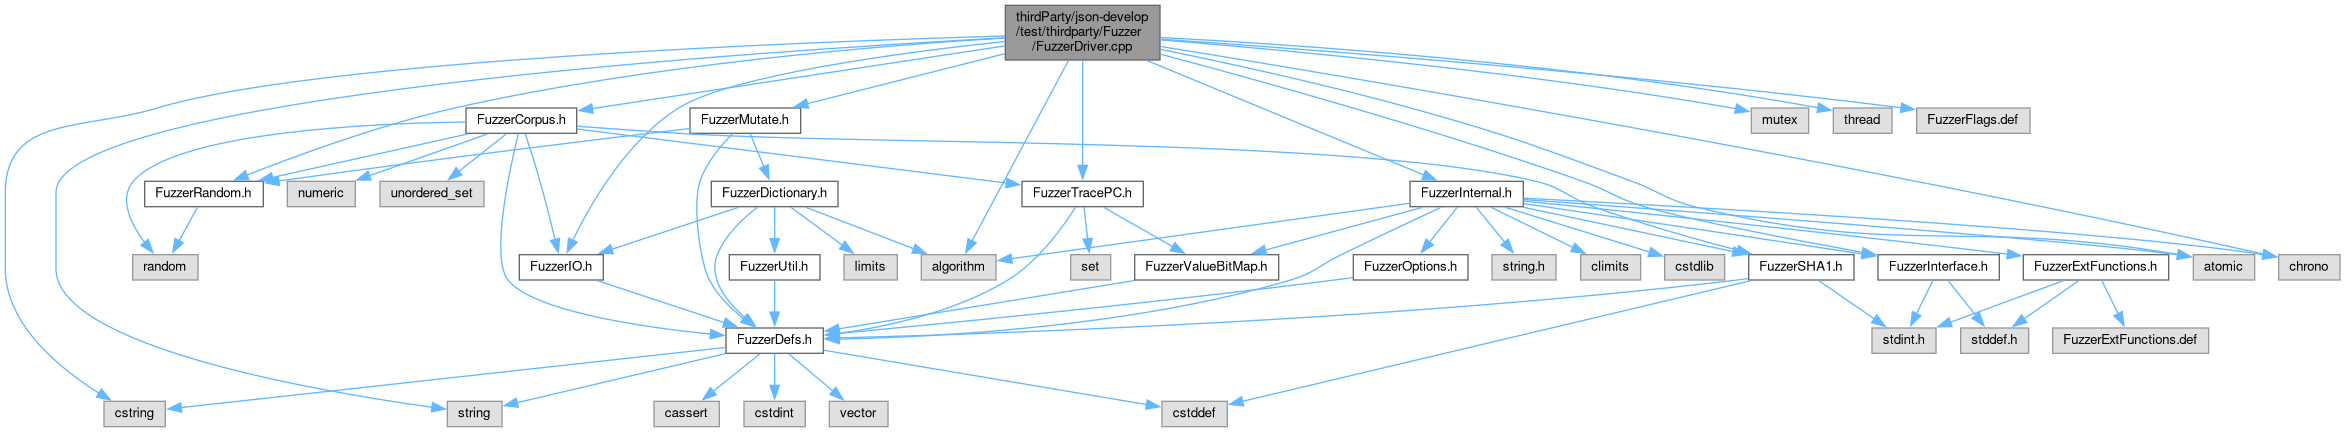 thirdParty/json-develop
/test/thirdparty/Fuzzer
/FuzzerDriver.cpp
FuzzerCorpus.h
FuzzerMutate.h
mutex
thread
FuzzerFlags.def
FuzzerRandom.h
numeric
unordered_set
FuzzerDictionary.h
FuzzerTracePC.h
FuzzerInternal.h
random
FuzzerIO.h
FuzzerUtil.h
limits
algorithm
set
FuzzerValueBitMap.h
FuzzerOptions.h
string.h
climits
cstdlib
FuzzerSHA1.h
FuzzerInterface.h
FuzzerExtFunctions.h
atomic
chrono
FuzzerDefs.h
stdint.h
stddef.h
FuzzerExtFunctions.def
cstring
string
cassert
cstdint
vector
cstddef